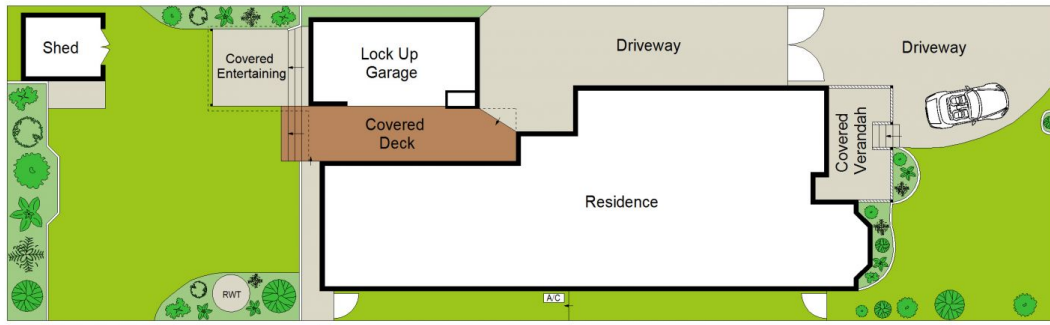 Shed
Covered
Entertaining
Lock Up
Garage
Driveway
Driveway
Covered
Deck
Covered
Verandah
Residence
RWT
A/C